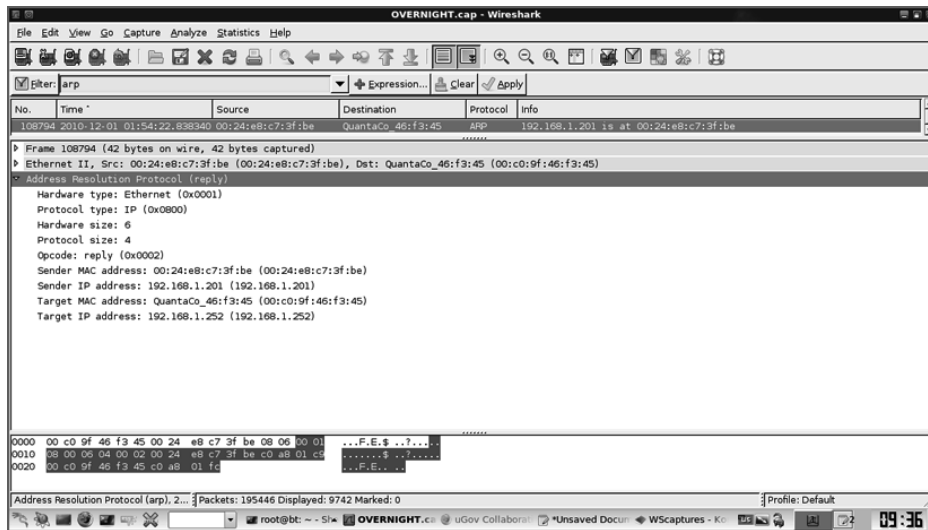 OVERNIGHT.cap - Wireshark
File Edit View Go Capture Analyze Statistics Help
Filter: arp Expression... Clear Apply
No. Time Source Destination Protocol Info
108794 2010-12-01 01:54:22.838340 00:24:e8:c7:3f:be QuantaCo_46:f3:45 ARP 192.168.1.201 is at 00:24:e8:c7:3f:be
Frame 108794 (42 bytes on wire, 42 bytes captured)
Ethernet II, Src: 00:24:e8:c7:3f:be (00:24:e8:c7:3f:be), Dst: QuantaCo_46:f3:45 (00:c0:9f:46:f3:45)
Address Resolution Protocol (reply)
Hardware type: Ethernet (0x0001)
Protocol type: IP (0x0800)
Hardware size: 6
Protocol size: 4
Opcode: reply (0x0002)
Sender MAC address: 00:24:e8:c7:3f:be (00:24:e8:c7:3f:be)
Sender IP address: 192.168.1.201 (192.168.1.201)
Target MAC address: QuantaCo_46:f3:45 (00:c0:9f:46:f3:45)
Target IP address: 192.168.1.252 (192.168.1.252)
0000 00 c0 9f 46 f3 45 00 24 e8 c7 3f be 08 06 00 01 ...F.E.$ ..?.....
0010 08 00 06 04 00 02 00 24 e8 c7 3f be c0 a8 01 c9 .......$ ..?.....
0020 00 c0 9f 46 f3 45 c0 a8 01 fc ...F.E.. ..
Address Resolution Protocol (arp), 2... Packets: 195446 Displayed: 9742 Marked: 0 Profile: Default
root@bt: ~ - Sh OVERNIGHT.ca uGov Collaborat *Unsaved Docum WScaptures - Ko US 2 09:36